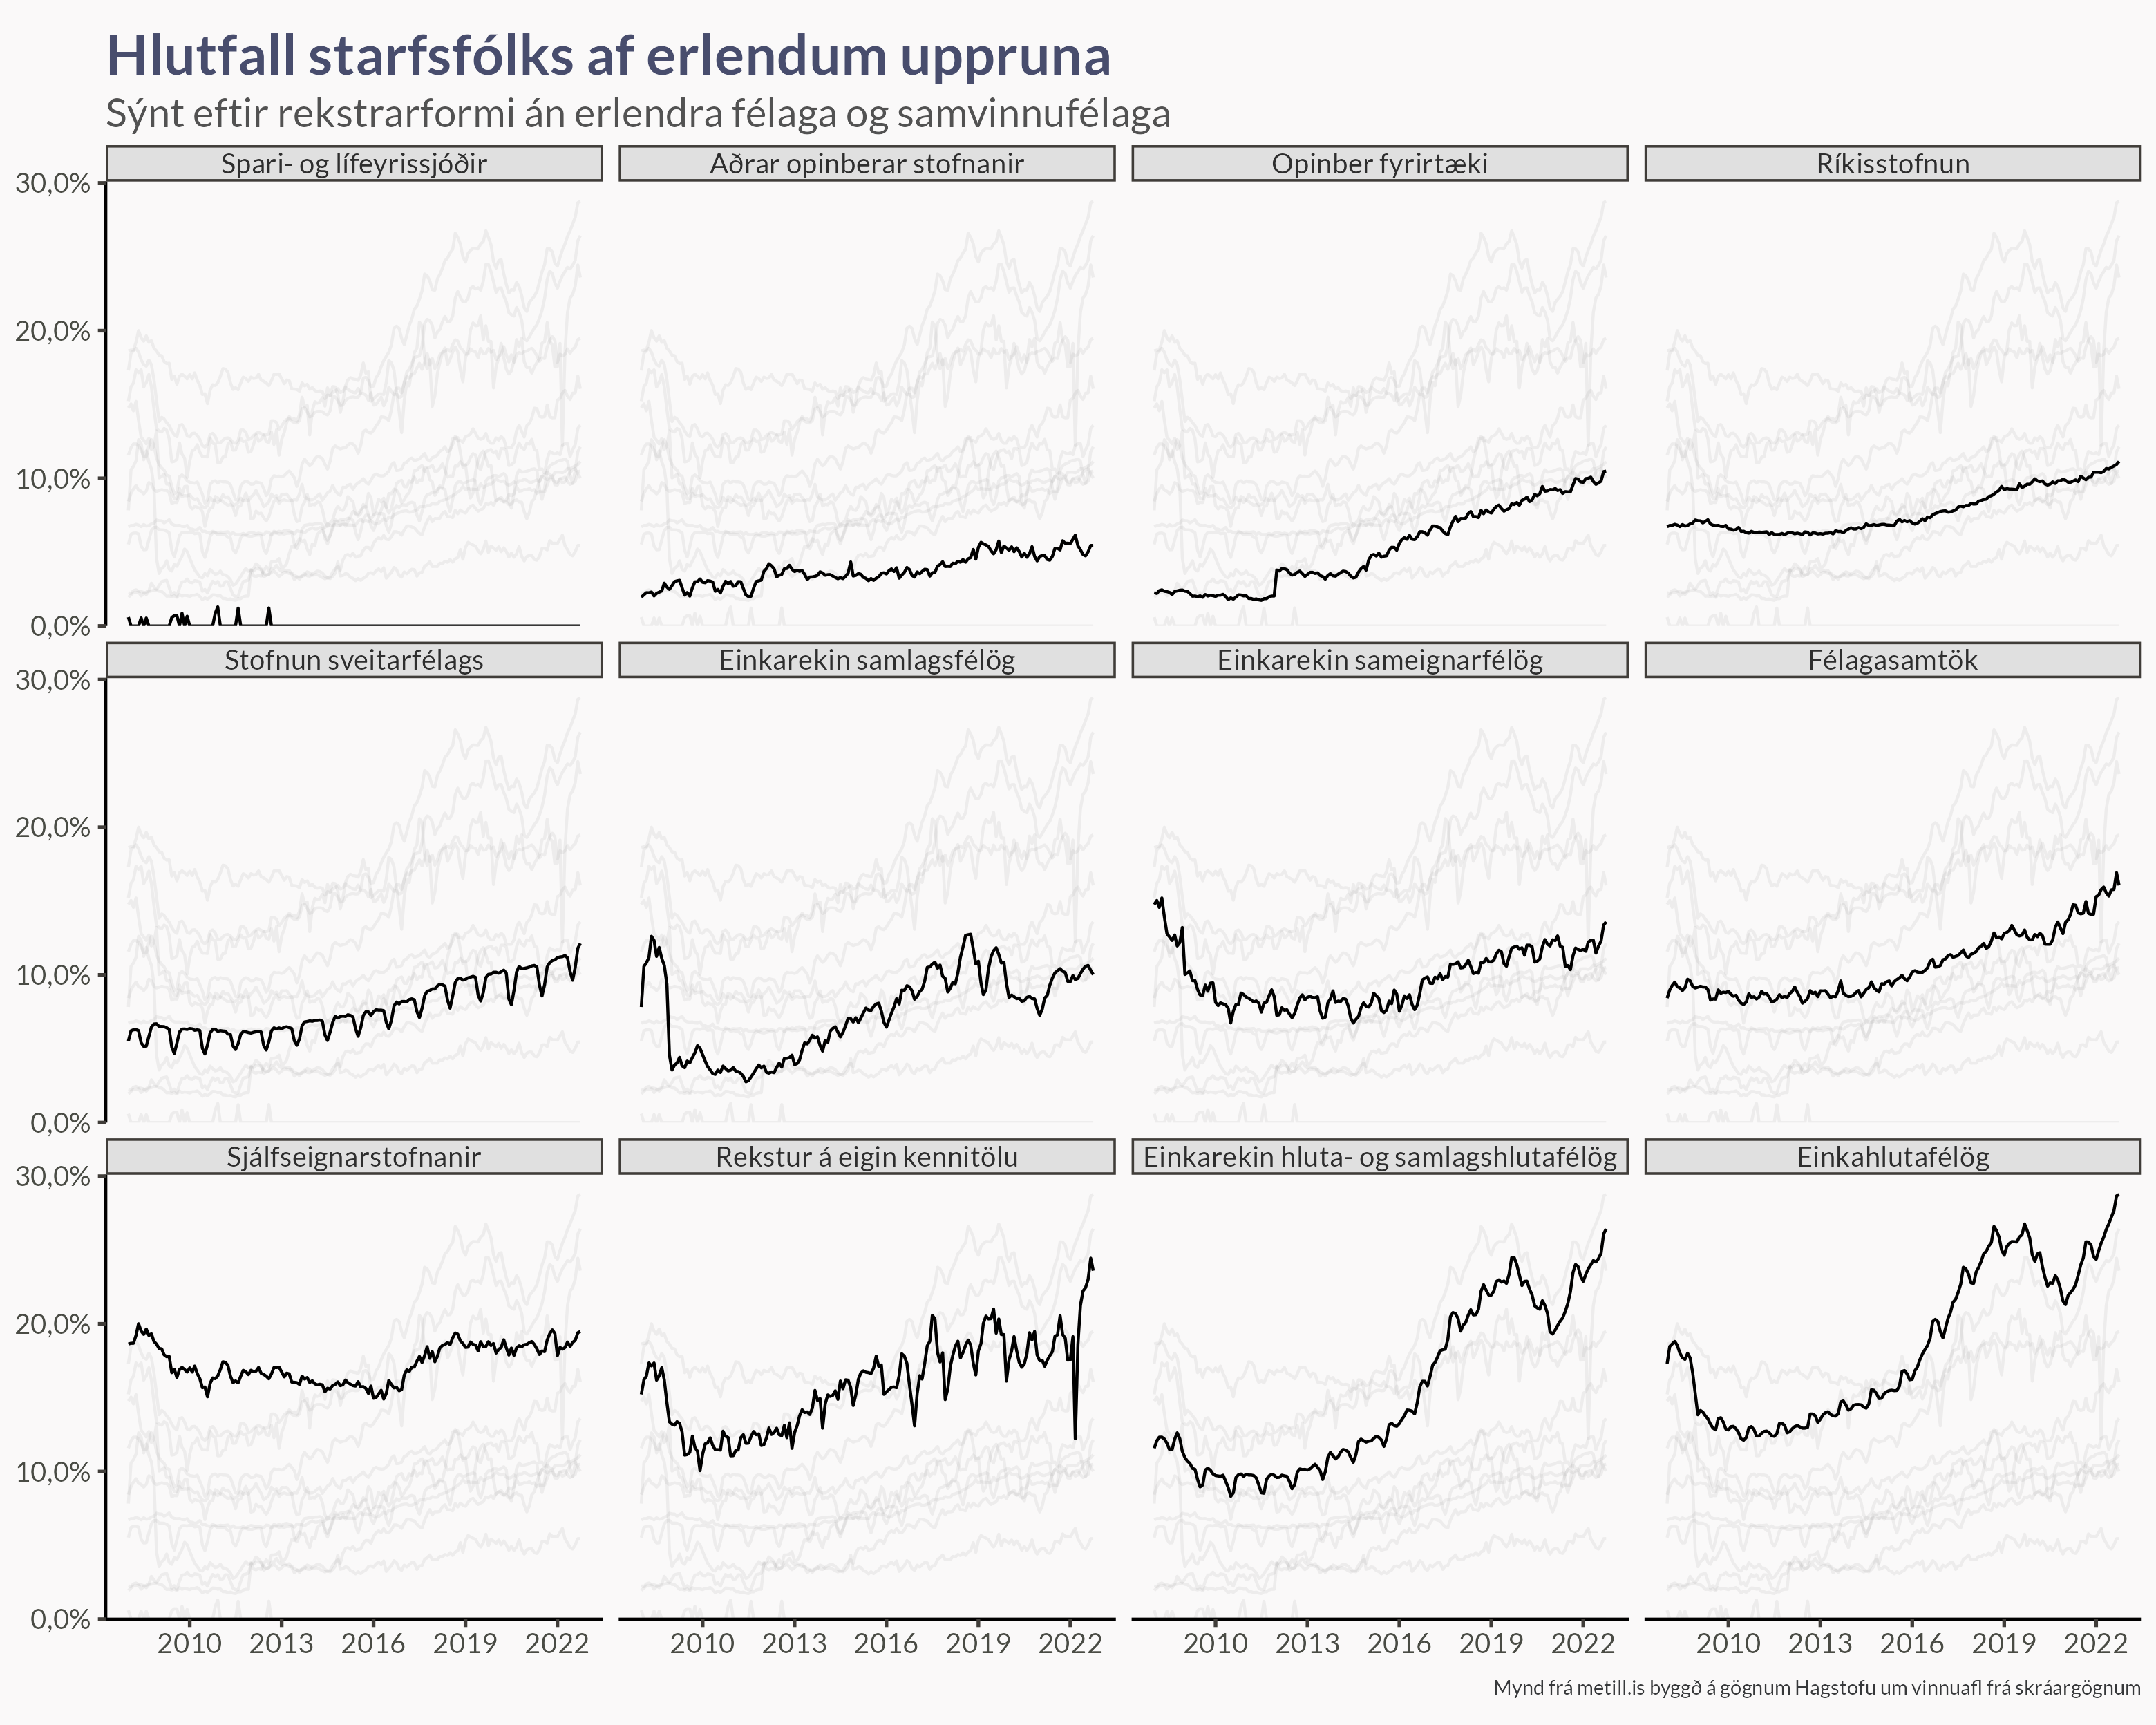 Hlutfall starfsfólks af erlendum uppruna
Sýnt eftir rekstrarformi án erlendra félaga og samvinnufélaga
Spari- og lífeyrissjóðir
Aðrar opinberar stofnanir
Opinber fyrirtæki
Ríkisstofnun
30,0%
20,0%
10,0%
0,0%
Stofnun sveitarfélags
Einkarekin samlagsfélög
Einkarekin sameignarfélög
Félagasamtök
30,0%
20,0%
10,0%
0,0%
Sjálfseignarstofnanir
Rekstur á eigin kennitölu
Einkarekin hluta- og samlagshlutafélög
Einkahlutafélög
30,0%
20,0%
10,0%
0,0%
2010 2013 2016 2019 2022
2010 2013 2016 2019 2022
2010 2013 2016 2019 2022
2010 2013 2016 2019 2022
Mynd frá metill.is byggð á gögnum Hagstofu um vinnuafl frá skráargögnum